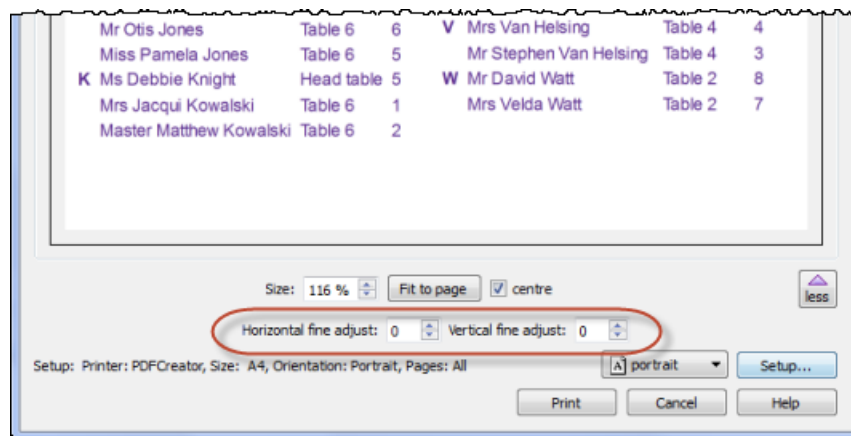 Mr Otis Jones Table 6 6 V Mrs Van Helsing Table 4 4
Miss Pamela Jones Table 6 5 Mr Stephen Van Helsing Table 4 3
K Ms Debbie Knight Head table 5 W Mr David Watt Table 2 8
Mrs Jacqui Kowalski Table 6 1 Mrs Velda Watt Table 2 7
Master Matthew Kowalski Table 6 2
Size: 116 % Fit to page centre
less
Horizontal fine adjust: 0 Vertical fine adjust: 0
Setup: Printer: PDFCreator, Size: A4, Orientation: Portrait, Pages: All A portrait Setup...
Print Cancel Help